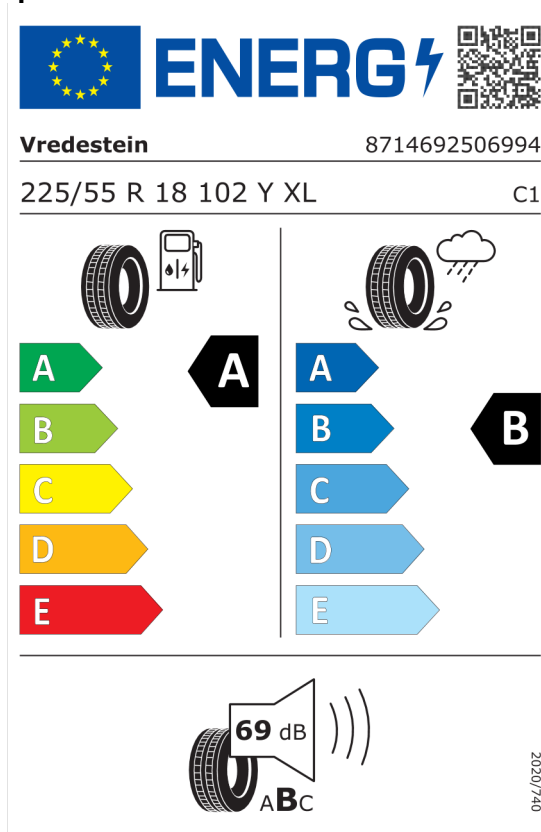 ENERG
Vredestein 8714692506994
225/55 R 18 102 Y XL C1
A A A
B B B
C C
D D
E E
69 dB
ABC
2020/740